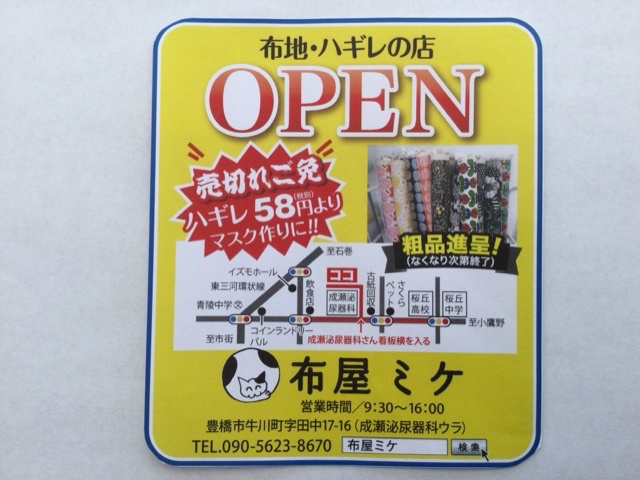 布地・ハギレの店
OPEN
売切れご免
ハギレ 58円(税別)より
マスク作りに!!
粗品進呈!
(なくなり次第終了)
至石巻
イズモホール
東三河環状線
青陵中学文
至市街
コインランドリー
パル
飲食店
ココ
成瀬泌
尿器科
古紙回収
さくら
ペット
桜丘
高校
桜丘
中学
至小鷹野
成瀬泌尿器科さん看板横を入る
布屋ミケ
営業時間/9:30〜16:00
豊橋市牛川町字田中17-16(成瀬泌尿器科ウラ)
TEL.090-5623-8670 布屋ミケ 検索